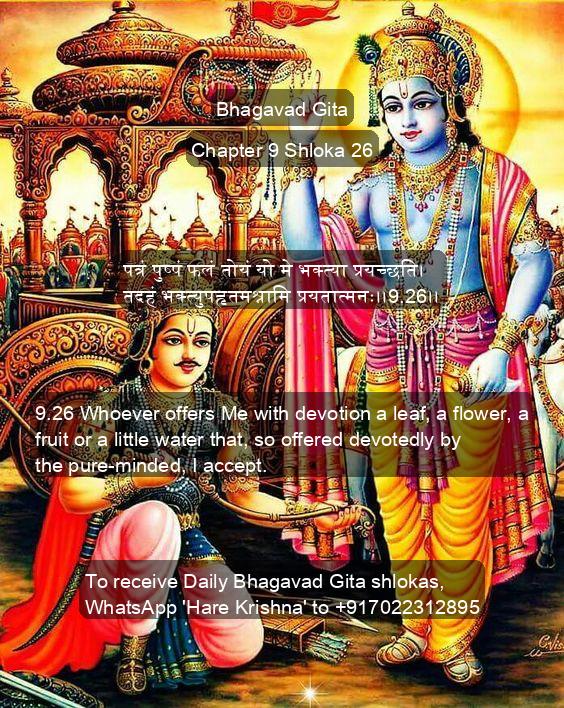 Bhagavad Gita
Chapter 9 Shloka 26
पत्रं पुष्पं फलं तोयं यो मे भक्त्या प्रयच्छति।
तदहं भक्त्युपहृतमश्नामि प्रयतात्मनः।।9.26।।
9.26 Whoever offers Me with devotion a leaf, a flower, a
fruit or a little water that, so offered devotedly by
the pure-minded, I accept.
To receive Daily Bhagavad Gita shlokas,
WhatsApp 'Hare Krishna' to +917022312895